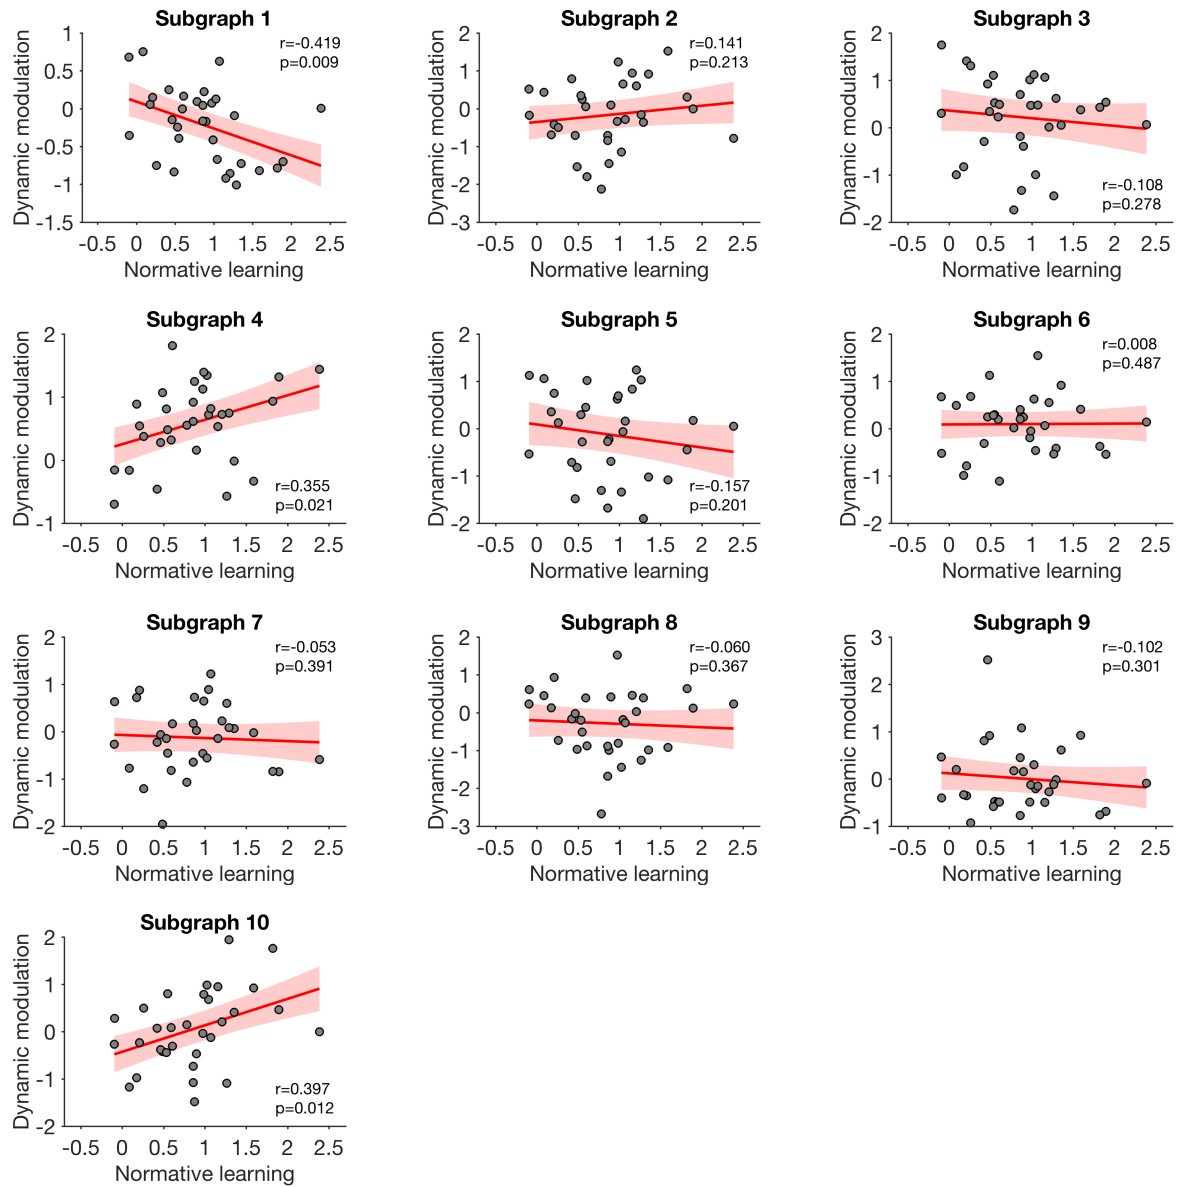 Subgraph 1
r=-0.419
p=0.009
Dynamic modulation
1
0.5
0
-0.5
-1
-1.5
-0.5 0 0.5 1 1.5 2 2.5
Normative learning
Subgraph 2
r=0.141
p=0.213
Dynamic modulation
2
1
0
-1
-2
-3
-0.5 0 0.5 1 1.5 2 2.5
Normative learning
Subgraph 3
Dynamic modulation
2
1
0
-1
-2
r=-0.108
p=0.278
-0.5 0 0.5 1 1.5 2 2.5
Normative learning
Subgraph 4
Dynamic modulation
2
1
0
-1
r=0.355
p=0.021
-0.5 0 0.5 1 1.5 2 2.5
Normative learning
Subgraph 5
Dynamic modulation
2
1
0
-1
-2
r=-0.157
p=0.201
-0.5 0 0.5 1 1.5 2 2.5
Normative learning
Subgraph 6
r=0.008
p=0.487
Dynamic modulation
2
1
0
-1
-2
-0.5 0 0.5 1 1.5 2 2.5
Normative learning
Subgraph 7
r=-0.053
p=0.391
Dynamic modulation
2
1
0
-1
-2
-0.5 0 0.5 1 1.5 2 2.5
Normative learning
Subgraph 8
r=-0.060
p=0.367
Dynamic modulation
2
1
0
-1
-2
-3
-0.5 0 0.5 1 1.5 2 2.5
Normative learning
Subgraph 9
r=-0.102
p=0.301
Dynamic modulation
3
2
1
0
-1
-0.5 0 0.5 1 1.5 2 2.5
Normative learning
Subgraph 10
Dynamic modulation
2
1
0
-1
-2
r=0.397
p=0.012
-0.5 0 0.5 1 1.5 2 2.5
Normative learning